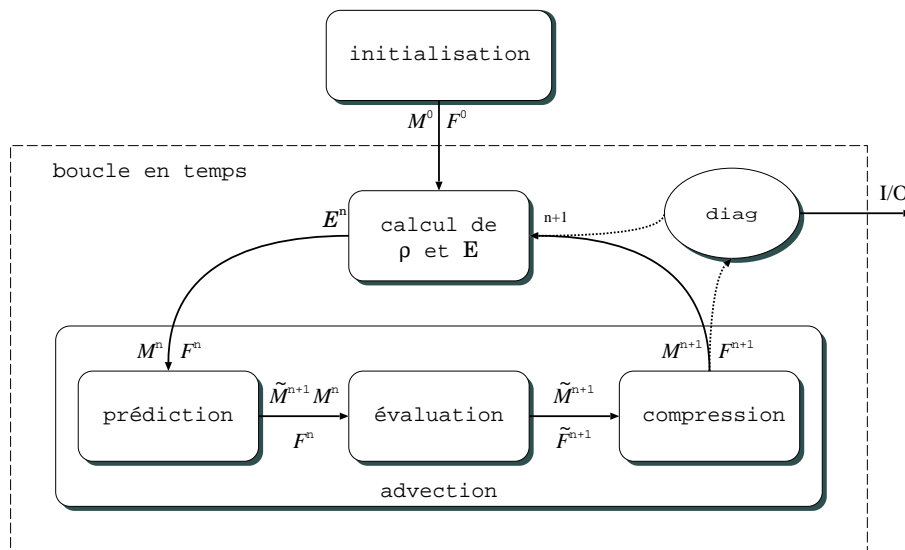 initialisation
M⁰ F⁰
boucle en temps
I/O
diag
Eⁿ
n+1
calcul de
ρ et E
Mⁿ Fⁿ
Mⁿ⁺¹ Fⁿ⁺¹
prédiction
M̃ⁿ⁺¹ Mⁿ
Fⁿ
évaluation
M̃ⁿ⁺¹
F̃ⁿ⁺¹
compression
advection